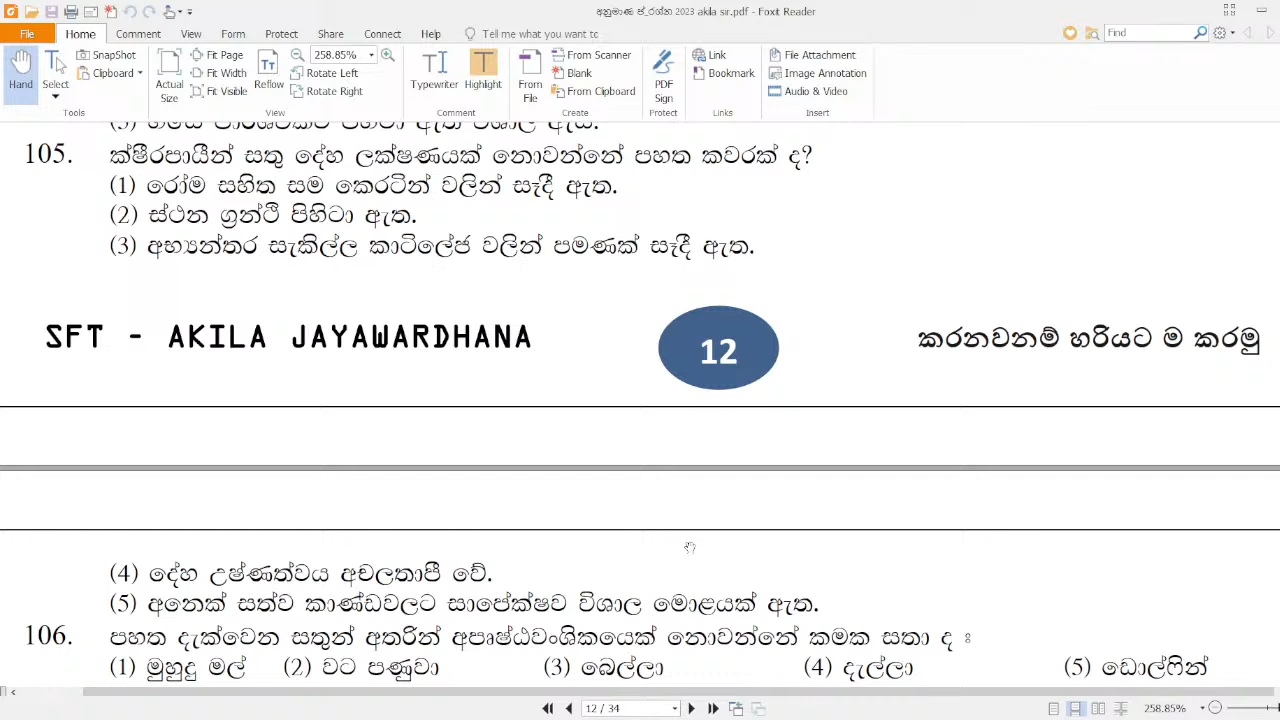 අනුමාන ප්‍රශ්න 2023 akila sir.pdf - Foxit Reader
File Home Comment View Form Protect Share Connect Help Tell me what you want to Find
Hand Select SnapShot Clipboard Actual Size Fit Page Fit Width Fit Visible Reflow 258.85% Rotate Left Rotate Right Typewriter Highlight From File From Scanner Blank From Clipboard PDF Sign Link Bookmark File Attachment Image Annotation Audio & Video
Tools View Comment Create Protect Links Insert
105. ක්ෂීරපායීන් සතු දේහ ලක්ෂණයක් නොවන්නේ පහත කවරක් ද?
(1) රෝම සහිත සම කෙරටින් වලින් සෑදී ඇත.
(2) ස්ථන ග්‍රන්ථි පිහිටා ඇත.
(3) අභ්‍යන්තර සැකිල්ල කාටිලේජ වලින් පමණක් සෑදී ඇත.
SFT - AKILA JAYAWARDHANA 12 කරනවනම් හරියට ම කරමු
(4) දේහ උෂ්ණත්වය අචලතාපී වේ.
(5) අනෙක් සත්ව කාණ්ඩවලට සාපේක්ෂව විශාල මොළයක් ඇත.
106. පහත දැක්වෙන සතුන් අතරින් අපෘෂ්ඨවංශිකයෙක් නොවන්නේ කමක සතා ද :
(1) මුහුදු මල් (2) වට පණුවා (3) බෙල්ලා (4) දැල්ලා (5) ඩොල්ෆින්
12 / 34 258.85%